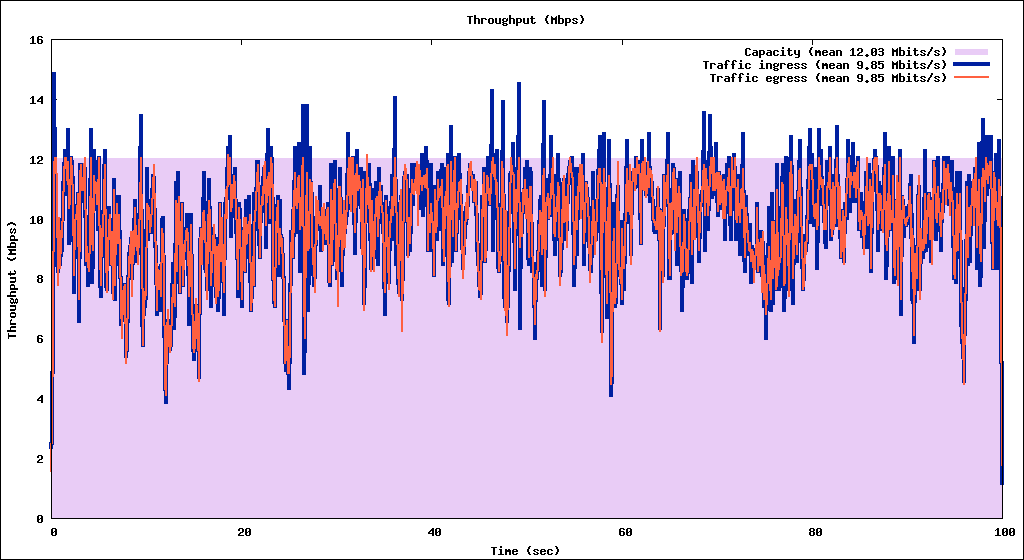 Throughput (Mbps)
Capacity (mean 12.03 Mbits/s)
Traffic ingress (mean 9.85 Mbits/s)
Traffic egress (mean 9.85 Mbits/s)
16
14
12
10
8
6
4
2
0
Throughput (Mbps)
0 20 40 60 80 100
Time (sec)